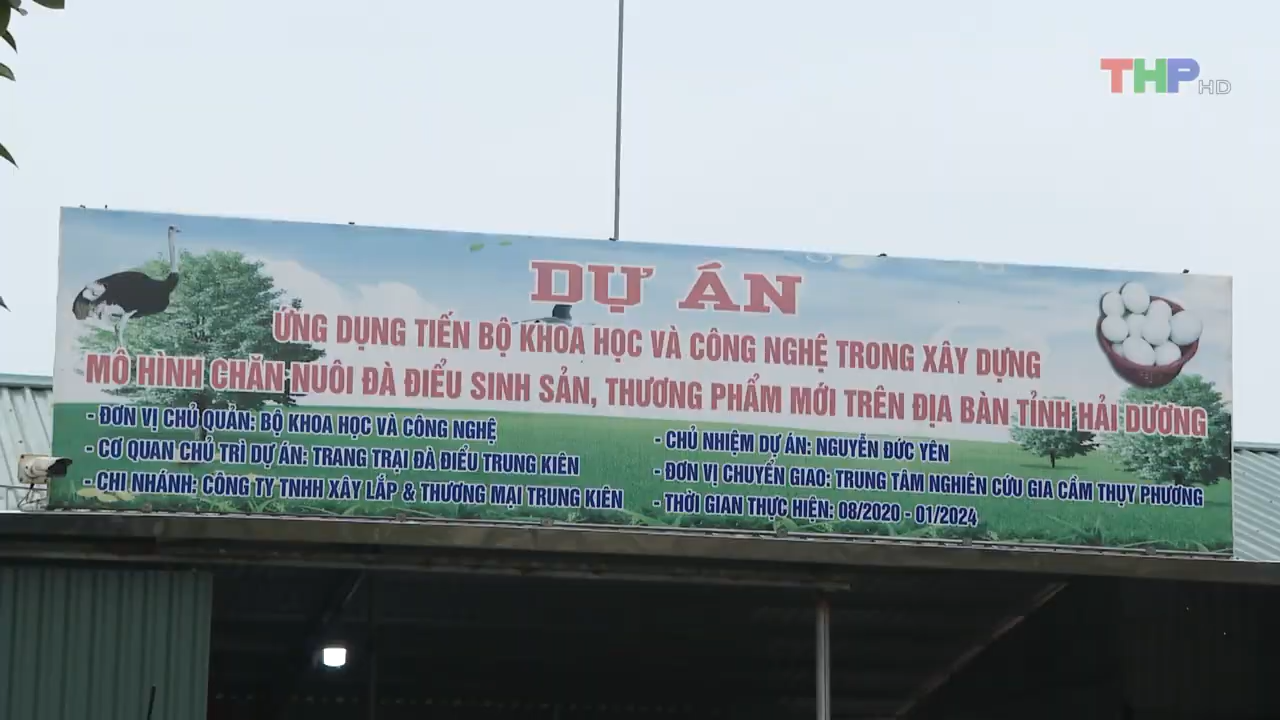 THP HD
DỰ ÁN
ỨNG DỤNG TIẾN BỘ KHOA HỌC VÀ CÔNG NGHỆ TRONG XÂY DỰNG
MÔ HÌNH CHĂN NUÔI ĐÀ ĐIỂU SINH SẢN, THƯƠNG PHẨM MỚI TRÊN ĐỊA BÀN TỈNH HẢI DƯƠNG
- ĐƠN VỊ CHỦ QUẢN: BỘ KHOA HỌC VÀ CÔNG NGHỆ
- CƠ QUAN CHỦ TRÌ DỰ ÁN: TRANG TRẠI ĐÀ ĐIỂU TRUNG KIÊN
- CHI NHÁNH: CÔNG TY TNHH XÂY LẮP & THƯƠNG MẠI TRUNG KIÊN
- CHỦ NHIỆM DỰ ÁN: NGUYỄN ĐỨC YÊN
- ĐƠN VỊ CHUYỂN GIAO: TRUNG TÂM NGHIÊN CỨU GIA CẦM THỤY PHƯƠNG
- THỜI GIAN THỰC HIỆN: 08/2020 - 01/2024